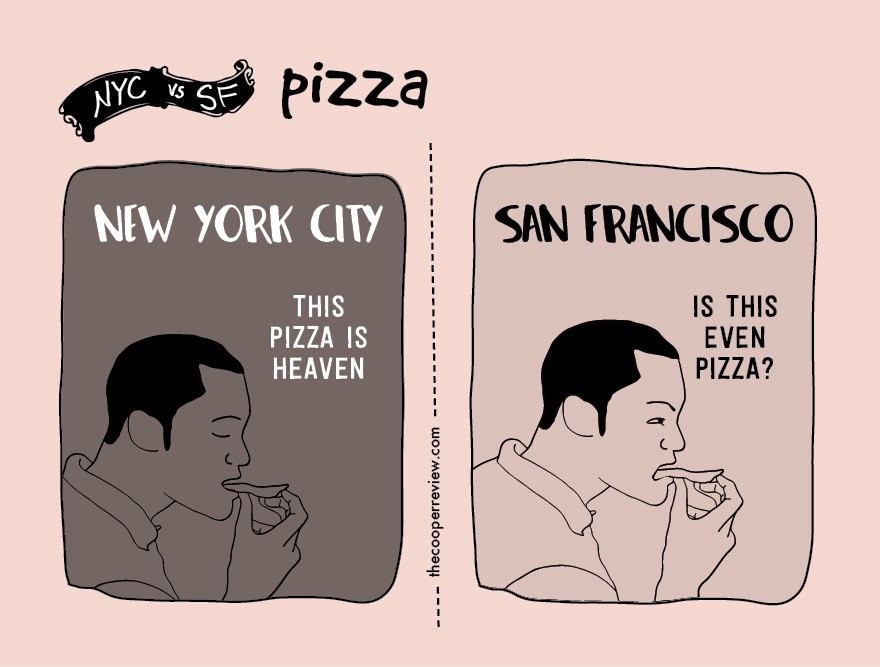 NYC vs SF pizza
NEW YORK CITY
THIS
PIZZA IS
HEAVEN
thecooperreview.com
SAN FRANCISCO
IS THIS
EVEN
PIZZA?